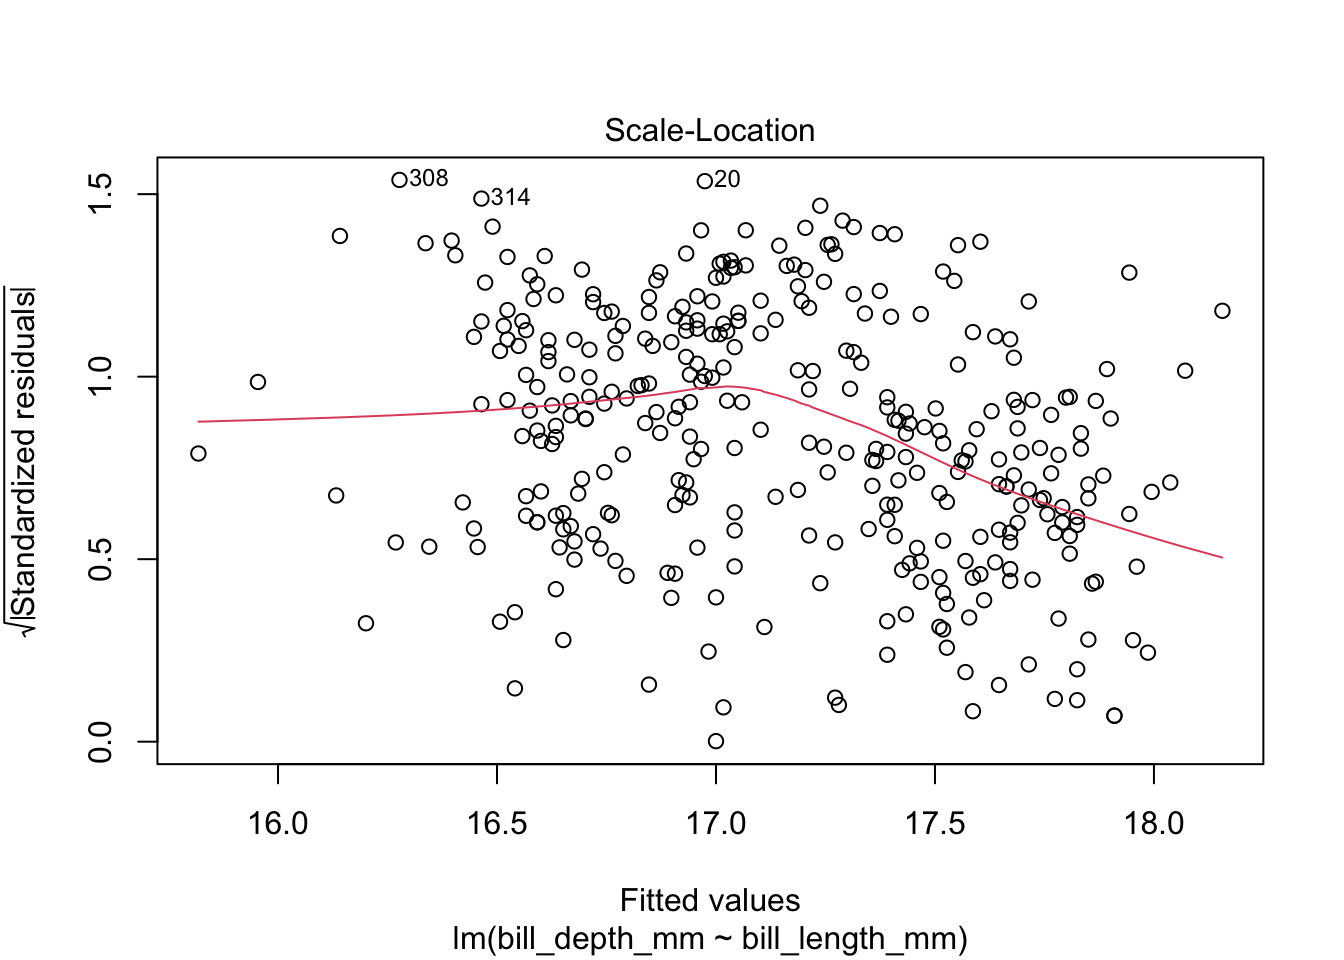 Scale-Location
308
314
20
√|Standardized residuals|
1.5
1.0
0.5
0.0
16.0 16.5 17.0 17.5 18.0
Fitted values
lm(bill_depth_mm ~ bill_length_mm)